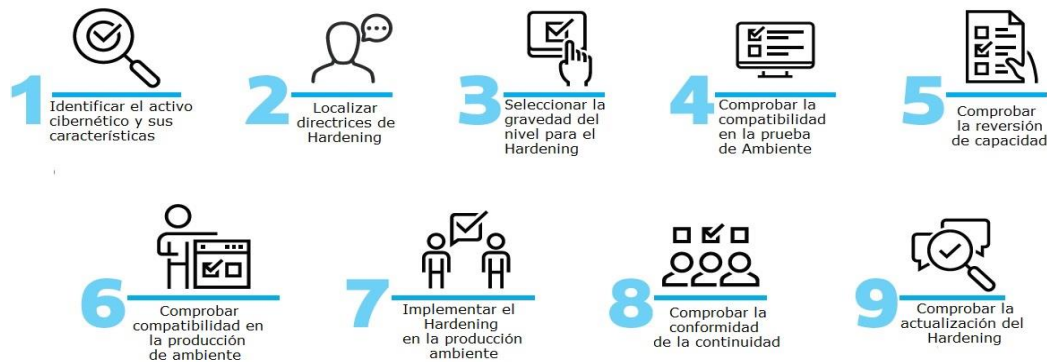 1
Identificar el activo
cibernético y sus
características
2
Localizar
directrices de
Hardening
3
Seleccionar la
gravedad del
nivel para el
Hardening
4
Comprobar la
compatibilidad
en la prueba
de Ambiente
5
Comprobar
la reversión
de capacidad
6
Comprobar
compatibilidad en
la producción
de ambiente
7
Implementar el
Hardening
en la producción
ambiente
8
Comprobar la
conformidad
de la continuidad
9
Comprobar la
actualización del
Hardening